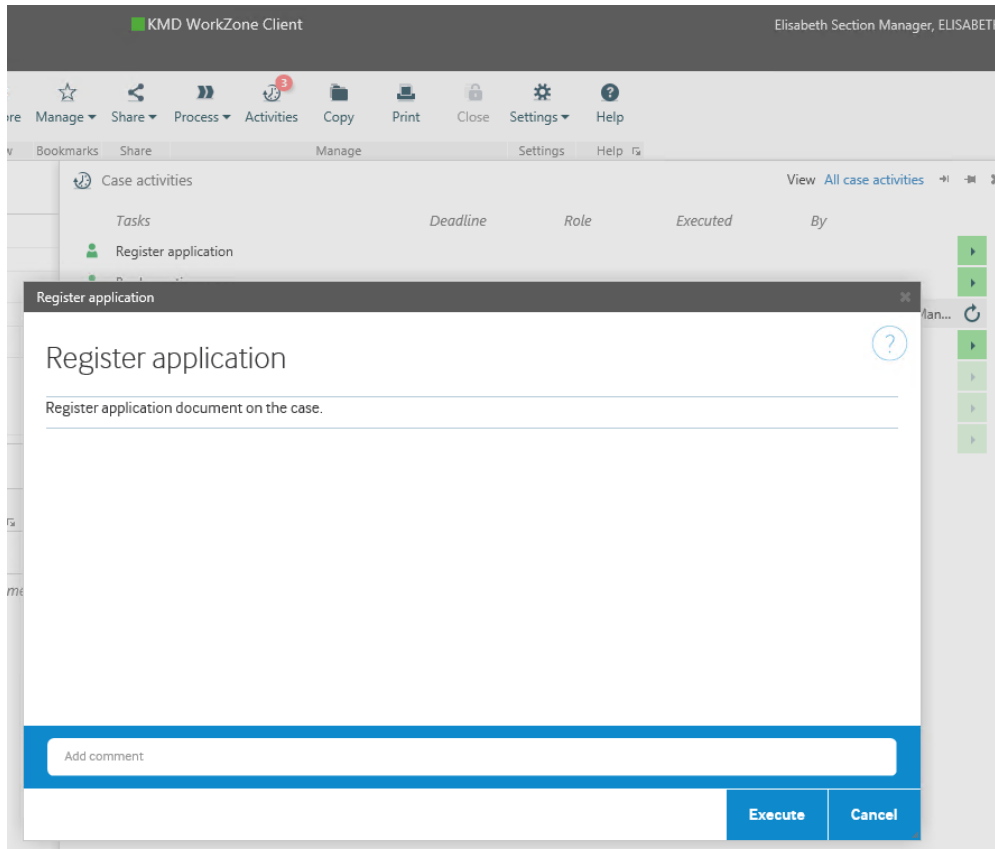 KMD WorkZone Client
Elisabeth Section Manager, ELISABETH
3
Manage Share Process Activities Copy Print Close Settings Help
Bookmarks Share Manage Settings Help
Case activities View All case activities
Tasks Deadline Role Executed By
Register application
Man...
Register application
Register application
?
Register application document on the case.
Add comment
Execute Cancel